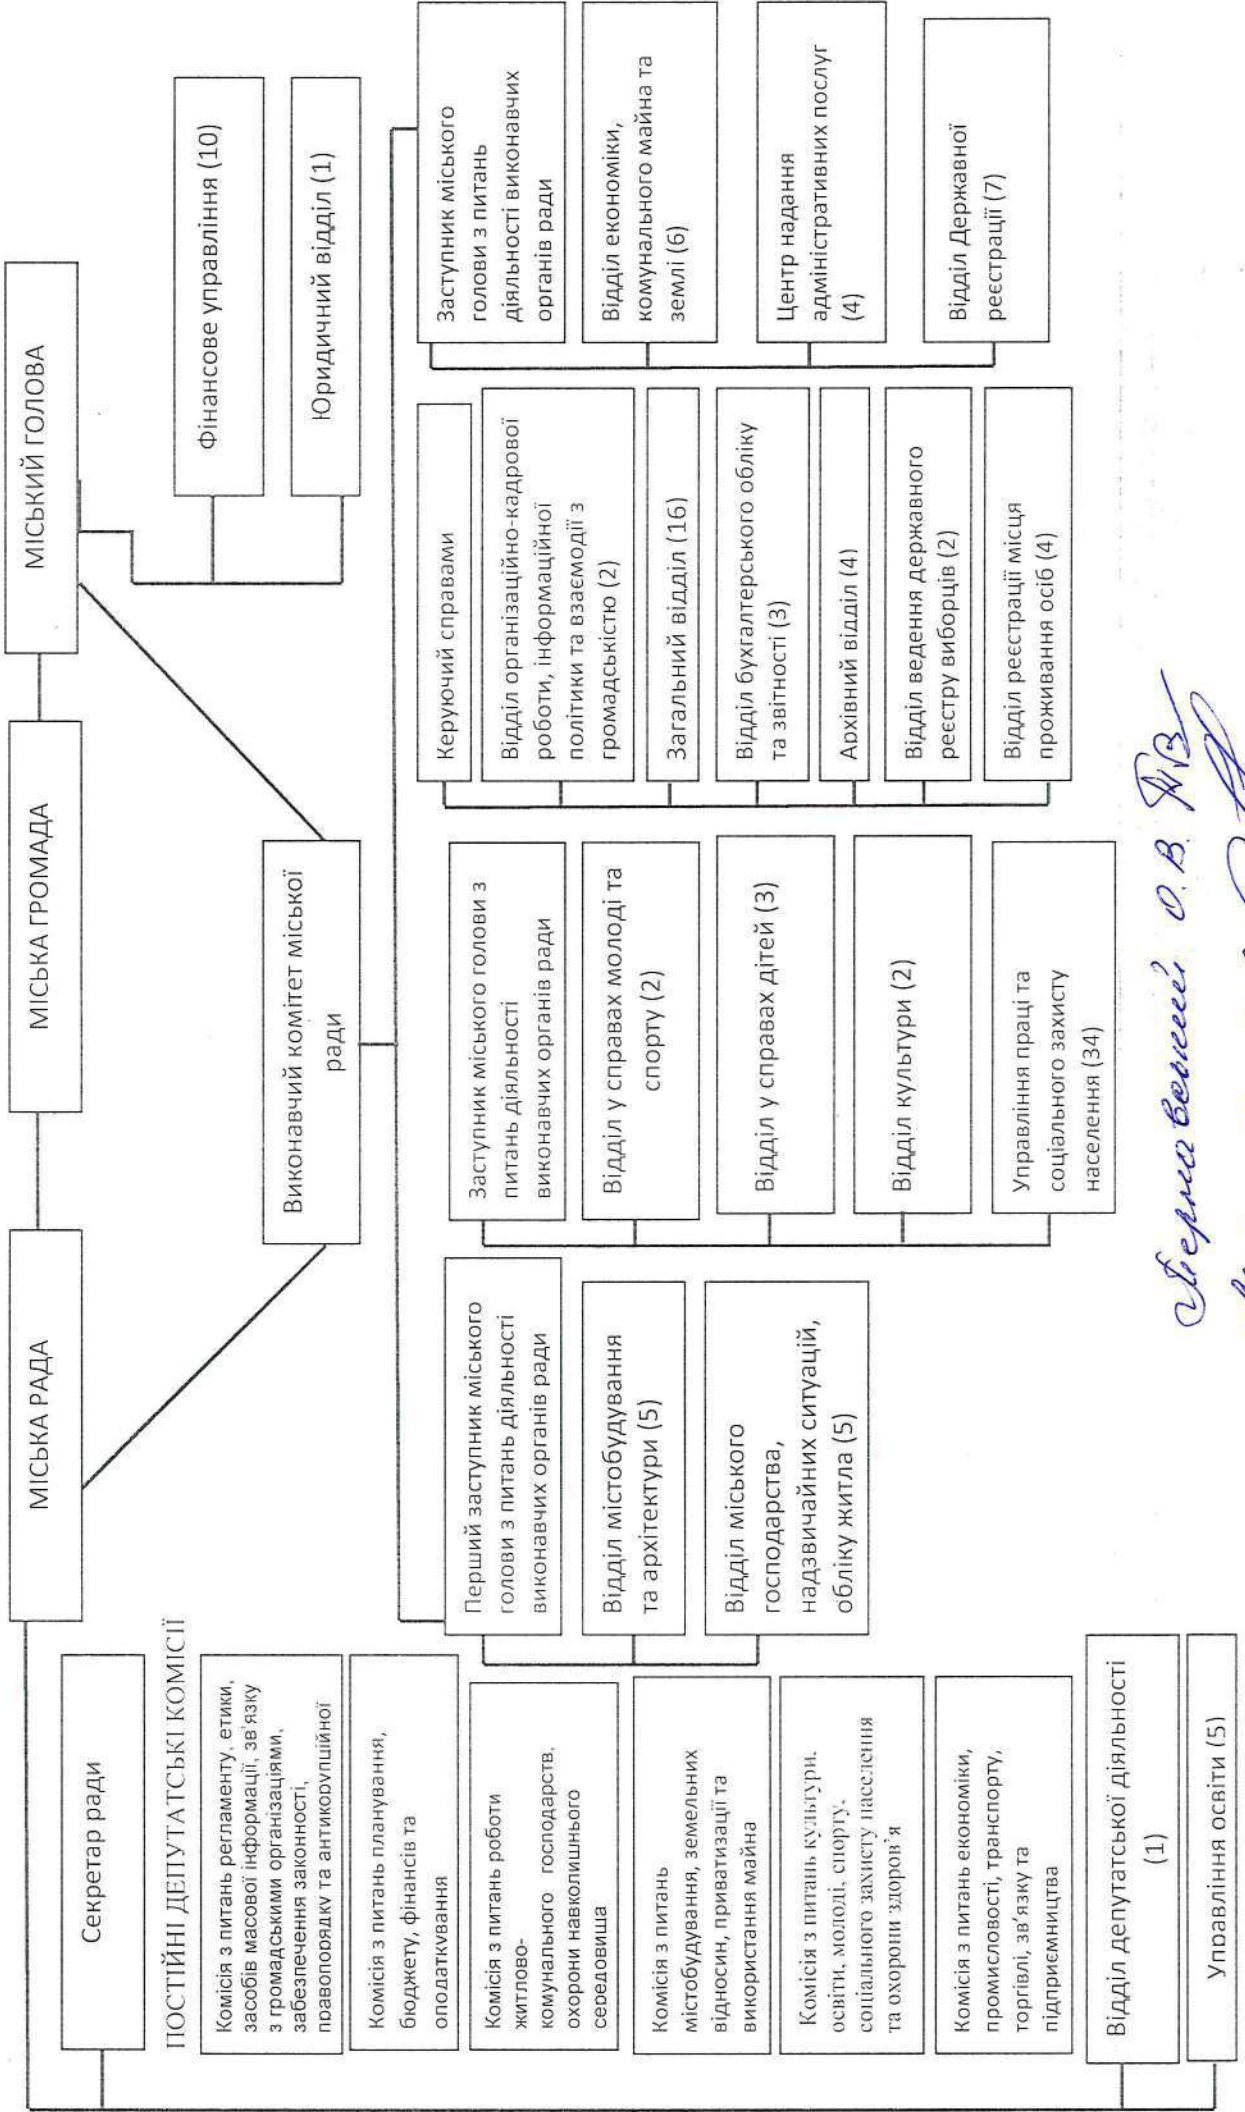 МІСЬКА РАДА
МІСЬКА ГРОМАДА
МІСЬКИЙ ГОЛОВА
Секретар ради
ПОСТІЙНІ ДЕПУТАТСЬКІ КОМІСІЇ
Комісія з питань регламенту, етики,
засобів масової інформації, зв'язку
з громадськими організаціями,
забезпечення законності,
правопорядку та антикорупційної
Комісія з питань планування,
бюджету, фінансів та
оподаткування
Комісія з питань роботи
житлово-
комунального господарств,
охорони навколишнього
середовища
Комісія з питань
містобудування, земельних
відносин, приватизації та
використання майна
Комісія з питань культури,
освіти, молоді, спорту,
соціального захисту населення
та охорони здоров'я
Комісія з питань економіки,
промисловості, транспорту,
торгівлі, зв'язку та
підприємництва
Відділ депутатської діяльності
(1)
Управління освіти (5)
Виконавчий комітет міської
ради
Фінансове управління (10)
Юридичний відділ (1)
Перший заступник міського
голови з питань діяльності
виконавчих органів ради
Відділ містобудування
та архітектури (5)
Відділ міського
господарства,
надзвичайних ситуацій,
обліку житла (5)
Заступник міського голови з
питань діяльності
виконавчих органів ради
Відділ у справах молоді та
спорту (2)
Відділ у справах дітей (3)
Відділ культури (2)
Управління праці та
соціального захисту
населення (34)
Керуючий справами
Відділ організаційно-кадрової
роботи, інформаційної
політики та взаємодії з
громадськістю (2)
Загальний відділ (16)
Відділ бухгалтерського обліку
та звітності (3)
Архівний відділ (4)
Відділ ведення державного
реєстру виборців (2)
Відділ реєстрації місця
проживання осіб (4)
Заступник міського
голови з питань
діяльності виконавчих
органів ради
Відділ економіки,
комунального майна та
землі (6)
Центр надання
адміністративних послуг
(4)
Відділ Державної
реєстрації (7)
О. В.